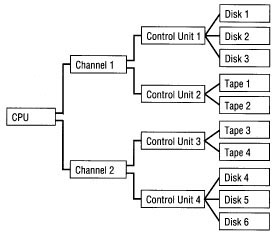 CPU
Channel 1
Control Unit 1
Disk 1
Disk 2
Disk 3
Control Unit 2
Tape 1
Tape 2
Channel 2
Control Unit 3
Tape 3
Tape 4
Control Unit 4
Disk 4
Disk 5
Disk 6